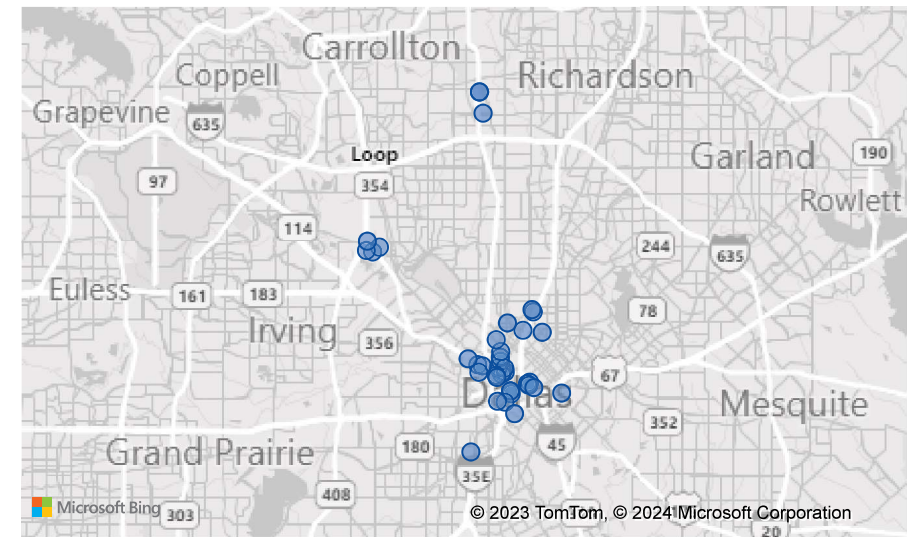 Carrollton
Coppell
Richardson
Grapevine
635
Loop
Garland
190
97
354
Rowlett
114
244
635
Euless
161
183
78
Irving
356
67
Dallas
Mesquite
352
180
45
Grand Prairie
35E
408
Microsoft Bing
303
© 2023 TomTom, © 2024 Microsoft Corporation
20